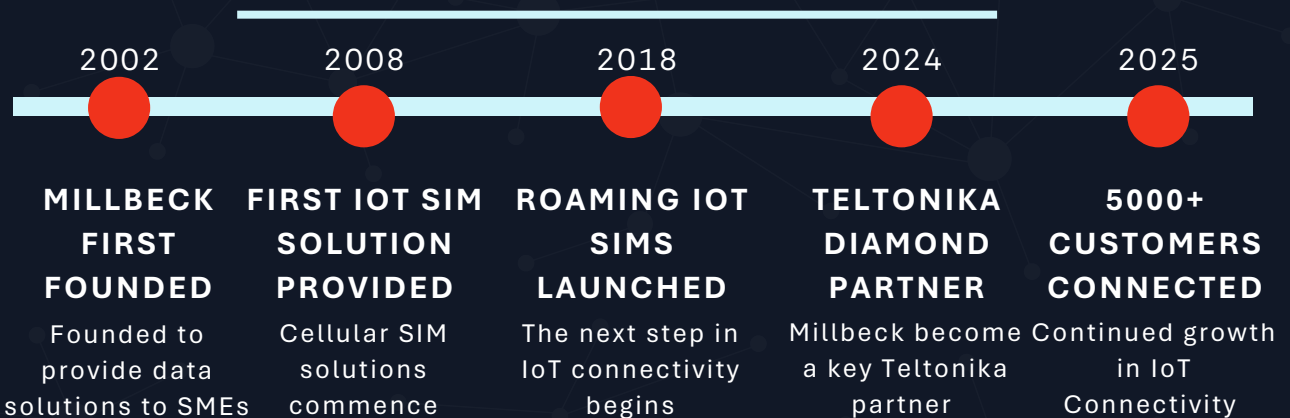 2002
MILLBECK
FIRST
FOUNDED
Founded to
provide data
solutions to SMEs
2008
FIRST IOT SIM
SOLUTION
PROVIDED
Cellular SIM
solutions
commence
2018
ROAMING IOT
SIMS
LAUNCHED
The next step in
IoT connectivity
begins
2024
TELTONIKA
DIAMOND
PARTNER
Millbeck become
a key Teltonika
partner
2025
5000+
CUSTOMERS
CONNECTED
Continued growth
in IoT
Connectivity